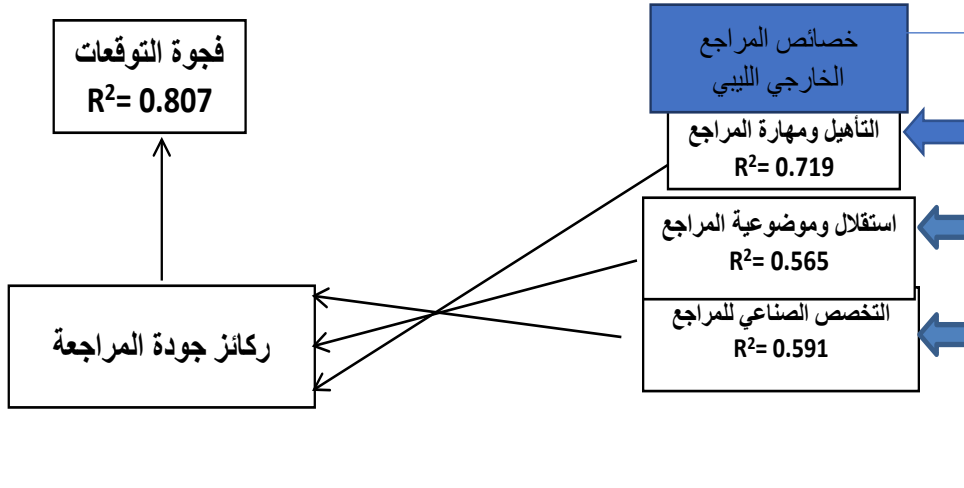 خصائص المراجع
الخارجي الليبي
التأهيل ومهارة المراجع
R²= 0.719
استقلال وموضوعية المراجع
R²= 0.565
التخصص الصناعي للمراجع
R²= 0.591
ركائز جودة المراجعة
فجوة التوقعات
R²= 0.807